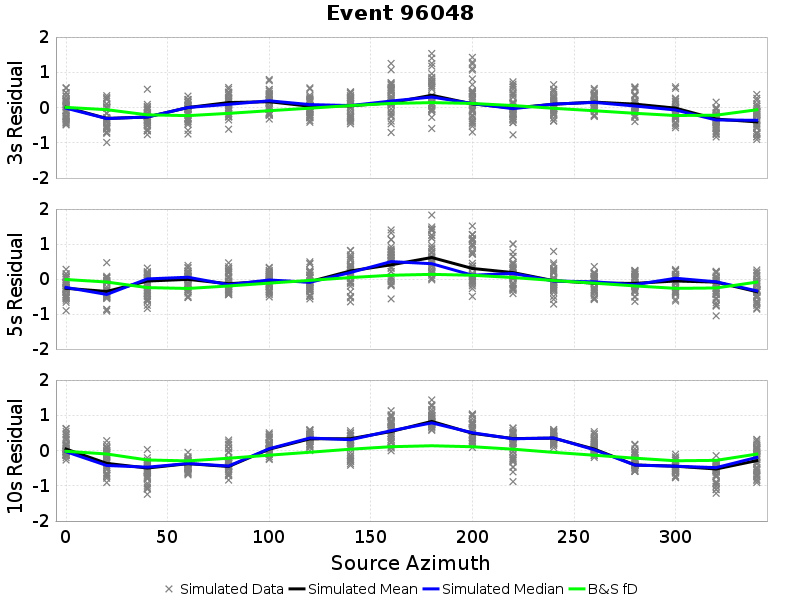 Event 96048
2
1
0
-1
-2
3s Residual
2
1
0
-1
-2
5s Residual
2
1
0
-1
-2
10s Residual
0 50 100 150 200 250 300
Source Azimuth
Simulated Data Simulated Mean Simulated Median B&S fD